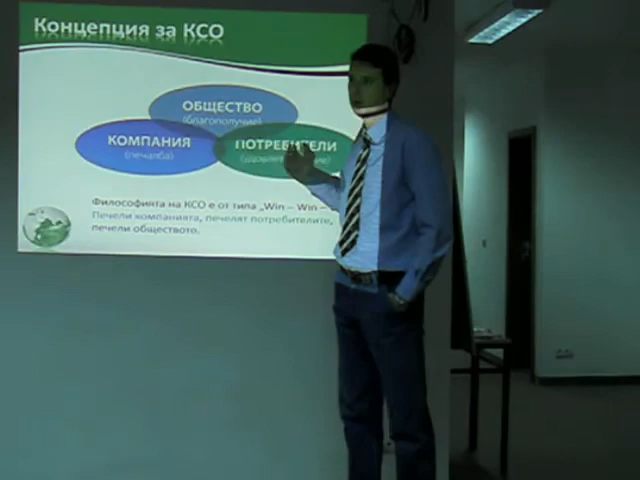 Концепция за КСО
ОБЩЕСТВО
(благополучие)
КОМПАНИЯ
(печалба)
ПОТРЕБИТЕЛИ
Философията на КСО е от типа „Win – Win –
Печели компанията, печелят потребителите,
печели обществото.